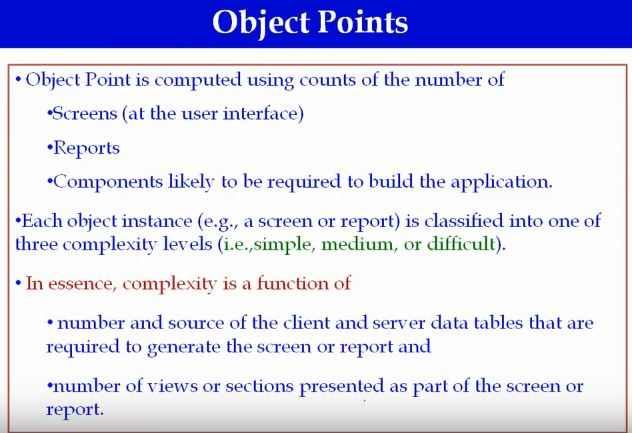 Object Points
• Object Point is computed using counts of the number of
•Screens (at the user interface)
•Reports
•Components likely to be required to build the application.
•Each object instance (e.g., a screen or report) is classified into one of
three complexity levels (i.e.,simple, medium, or difficult).
• In essence, complexity is a function of
• number and source of the client and server data tables that are
required to generate the screen or report and
•number of views or sections presented as part of the screen or
report.